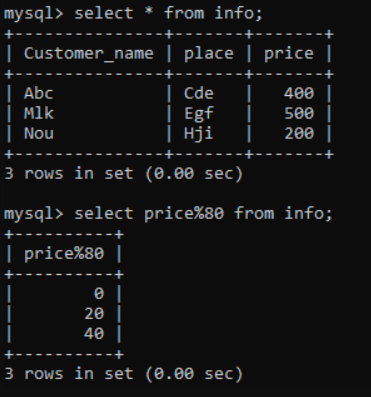 mysql> select * from info;
+---------------+-------+-------+
| Customer_name | place | price |
+---------------+-------+-------+
| Abc           | Cde   |   400 |
| Mlk           | Egf   |   500 |
| Nou           | Hji   |   200 |
+---------------+-------+-------+
3 rows in set (0.00 sec)

mysql> select price%80 from info;
+----------+
| price%80 |
+----------+
|        0 |
|       20 |
|       40 |
+----------+
3 rows in set (0.00 sec)